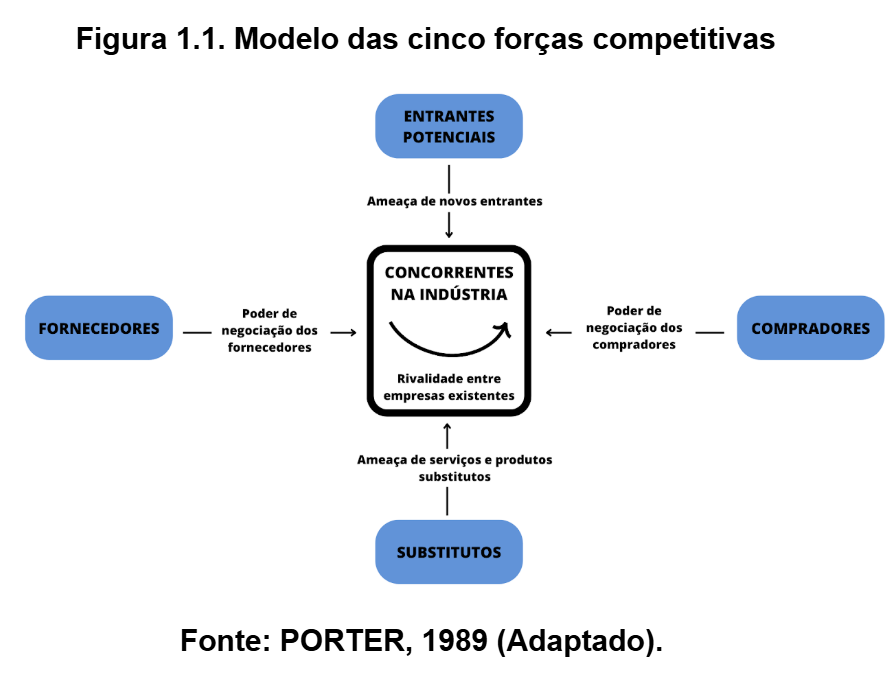 Figura 1.1. Modelo das cinco forças competitivas
ENTRANTES
POTENCIAIS
Ameaça de novos entrantes
CONCORRENTES
NA INDÚSTRIA
Rivalidade entre
empresas existentes
FORNECEDORES
Poder de
negociação dos
fornecedores
Poder de
negociação dos
compradores
COMPRADORES
Ameaça de serviços e produtos
substitutos
SUBSTITUTOS
Fonte: PORTER, 1989 (Adaptado).